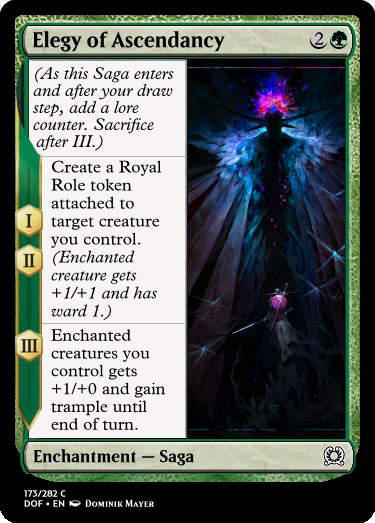 Elegy of Ascendancy 2
(As this Saga enters
and after your draw
step, add a lore
counter. Sacrifice
after III.)
I
II
Create a Royal
Role token
attached to
target creature
you control.
(Enchanted
creature gets
+1/+1 and has
ward 1.)
III
Enchanted
creatures you
control gets
+1/+0 and gain
trample until
end of turn.
Enchantment — Saga
173/282 C
DOF • EN Dominik Mayer